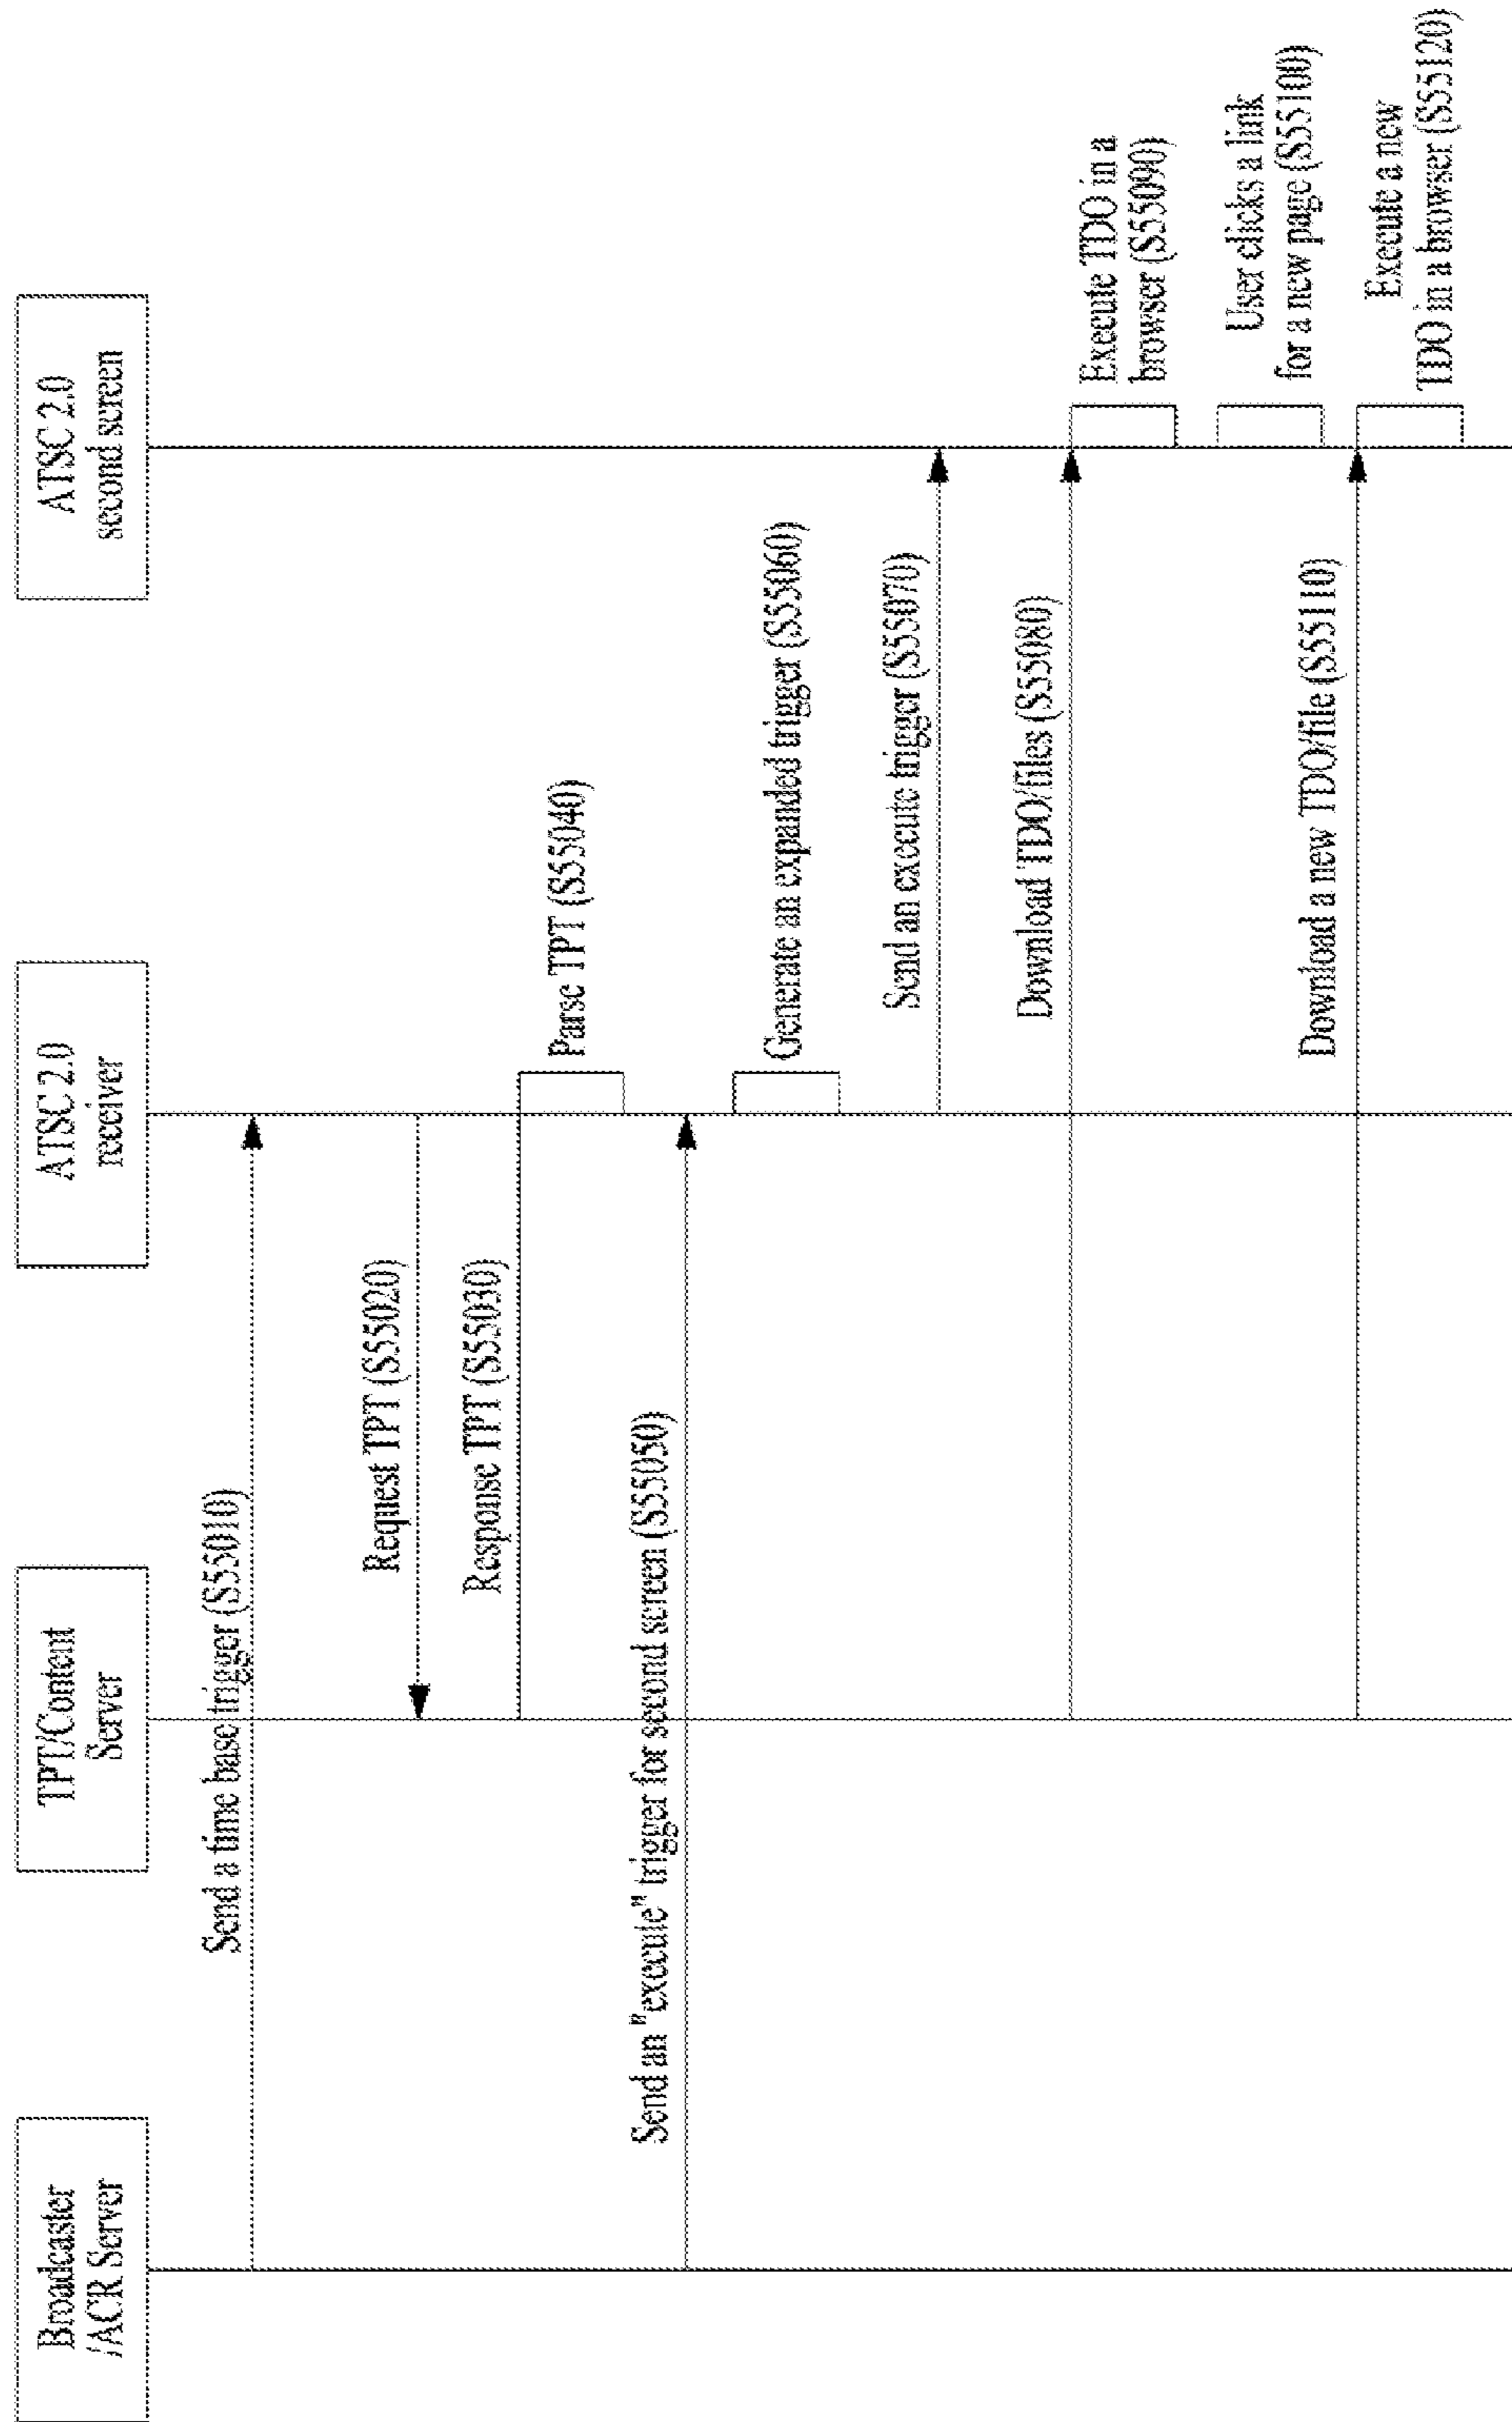 Broadcaster
/ACR Server
TPT/Content
Server
ATSC 2.0
receiver
ATSC 2.0
second screen
Send a time base trigger (S55010)
Request TPT (S55020)
Response TPT (S55030)
Parse TPT (S55040)
Send an "execute" trigger for second screen (S55050)
Generate an expanded trigger (S55060)
Send an execute trigger (S55070)
Download TDO/files (S55080)
Execute TDO in a
browser (S55090)
User clicks a link
for a new page (S55100)
Download a new TDO/file (S55110)
Execute a new
TDO in a browser (S55120)